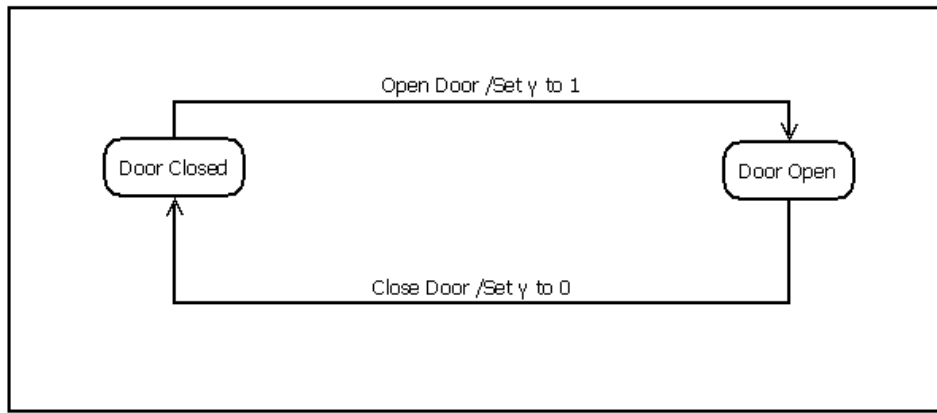 Open Door /Set y to 1
Door Closed
Door Open
Close Door /Set y to 0